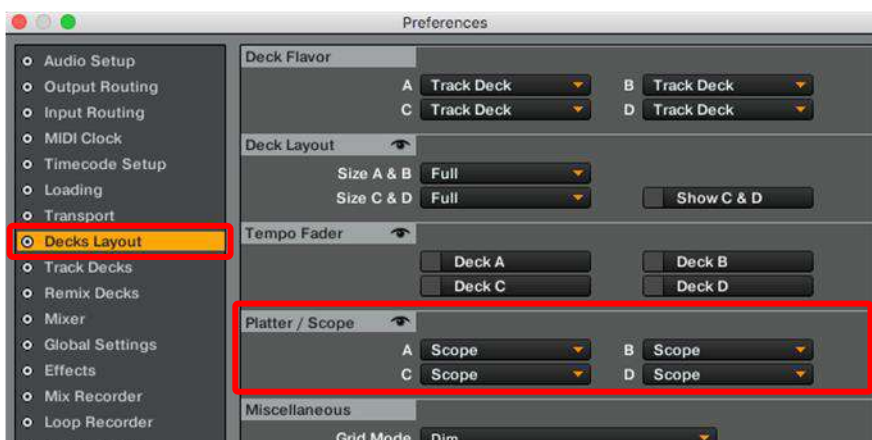 Preferences
Audio Setup
Output Routing
Input Routing
MIDI Clock
Timecode Setup
Loading
Transport
Decks Layout
Track Decks
Remix Decks
Mixer
Global Settings
Effects
Mix Recorder
Loop Recorder
Deck Flavor
A Track Deck B Track Deck
C Track Deck D Track Deck
Deck Layout
Size A & B Full
Size C & D Full Show C & D
Tempo Fader
Deck A Deck B
Deck C Deck D
Platter / Scope
A Scope B Scope
C Scope D Scope
Miscellaneous
Grid Mode Dim